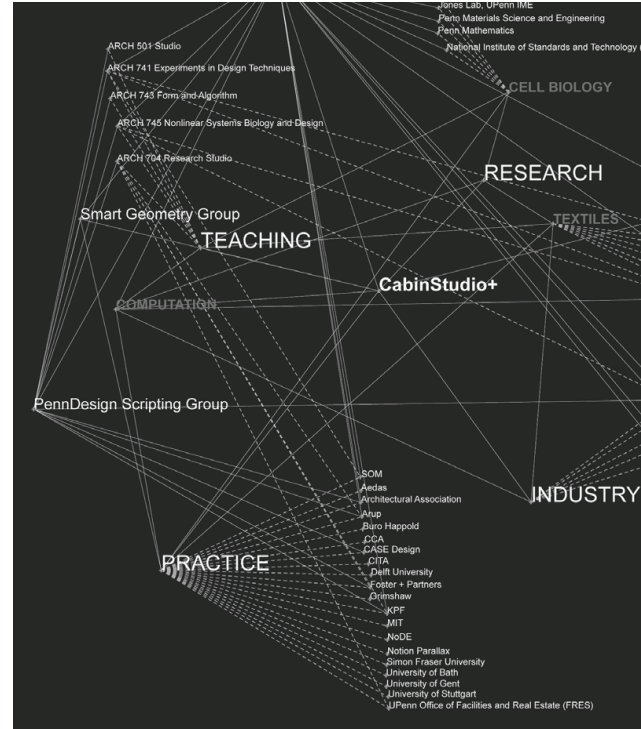 Jones Lab, UPenn IME
Penn Materials Science and Engineering
Penn Mathematics
National Institute of Standards and Technology (
ARCH 501 Studio
ARCH 741 Experiments in Design Techniques
CELL BIOLOGY
ARCH 743 Form and Algorithm
ARCH 745 Nonlinear Systems Biology and Design
ARCH 704 Research Studio
RESEARCH
Smart Geometry Group
TEXTILES
TEACHING
CabinStudio+
COMPUTATION
PennDesign Scripting Group
SOM
Aedas
INDUSTRY
Architectural Association
Arup
Buro Happold
CCA
CASE Design
PRACTICE
CITA
Delft University
Foster + Partners
Grimshaw
KPF
MIT
NoDE
Notion Parallax
Simon Fraser University
University of Bath
University of Gent
University of Stuttgart
UPenn Office of Facilities and Real Estate (FRES)